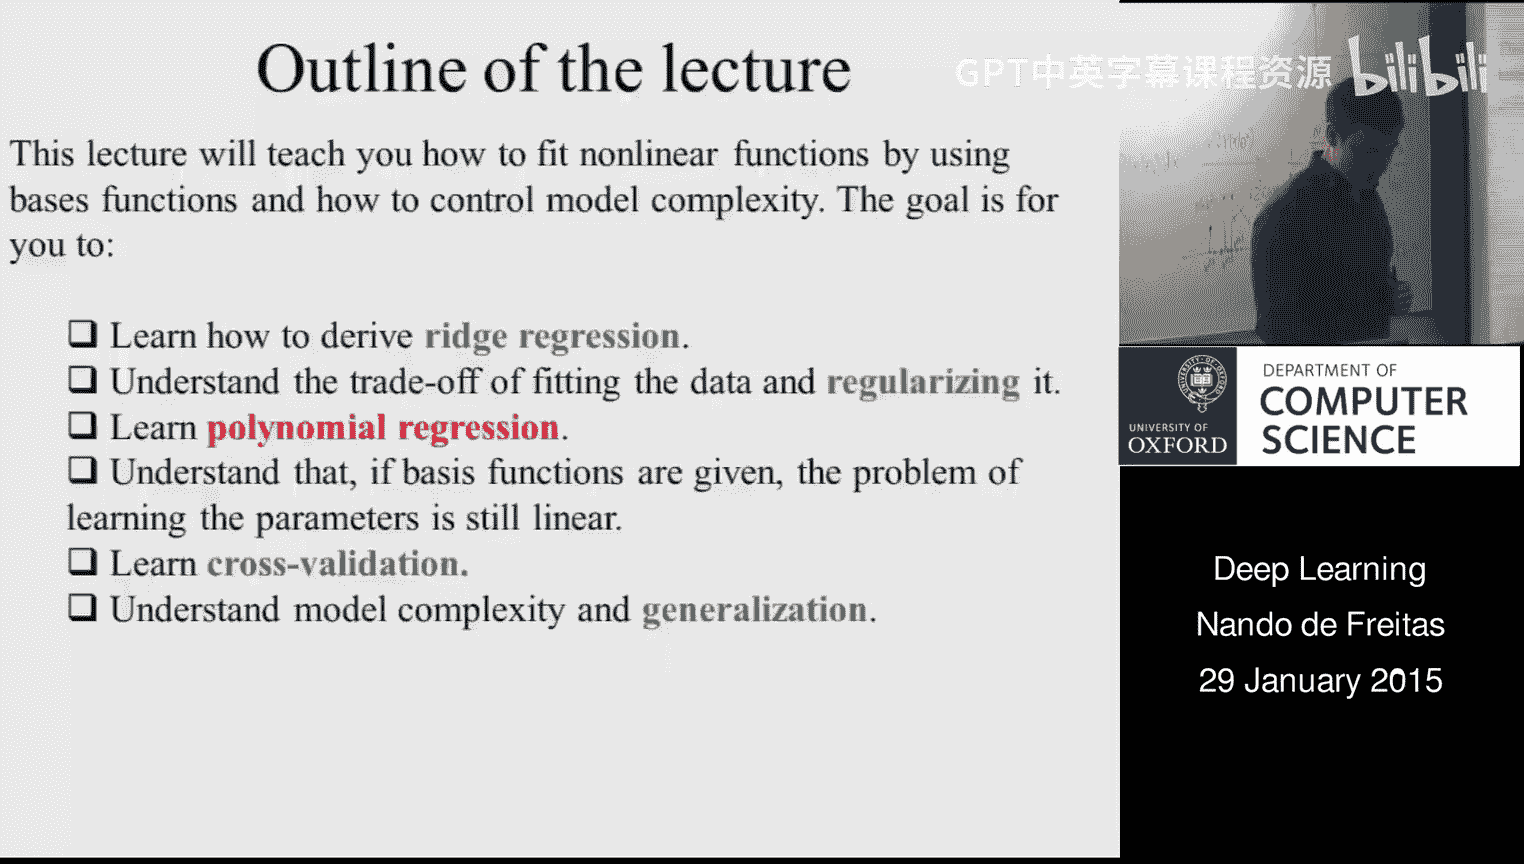 Outline of the lecture
GPT中英字幕课程资源 bilibili
This lecture will teach you how to fit nonlinear functions by using
bases functions and how to control model complexity. The goal is for
you to:
❑ Learn how to derive ridge regression.
❑ Understand the trade-off of fitting the data and regularizing it.
❑ Learn polynomial regression.
❑ Understand that, if basis functions are given, the problem of
learning the parameters is still linear.
❑ Learn cross-validation.
❑ Understand model complexity and generalization.
UNIVERSITY OF
OXFORD
DEPARTMENT OF
COMPUTER
SCIENCE
Deep Learning
Nando de Freitas
29 January 2015